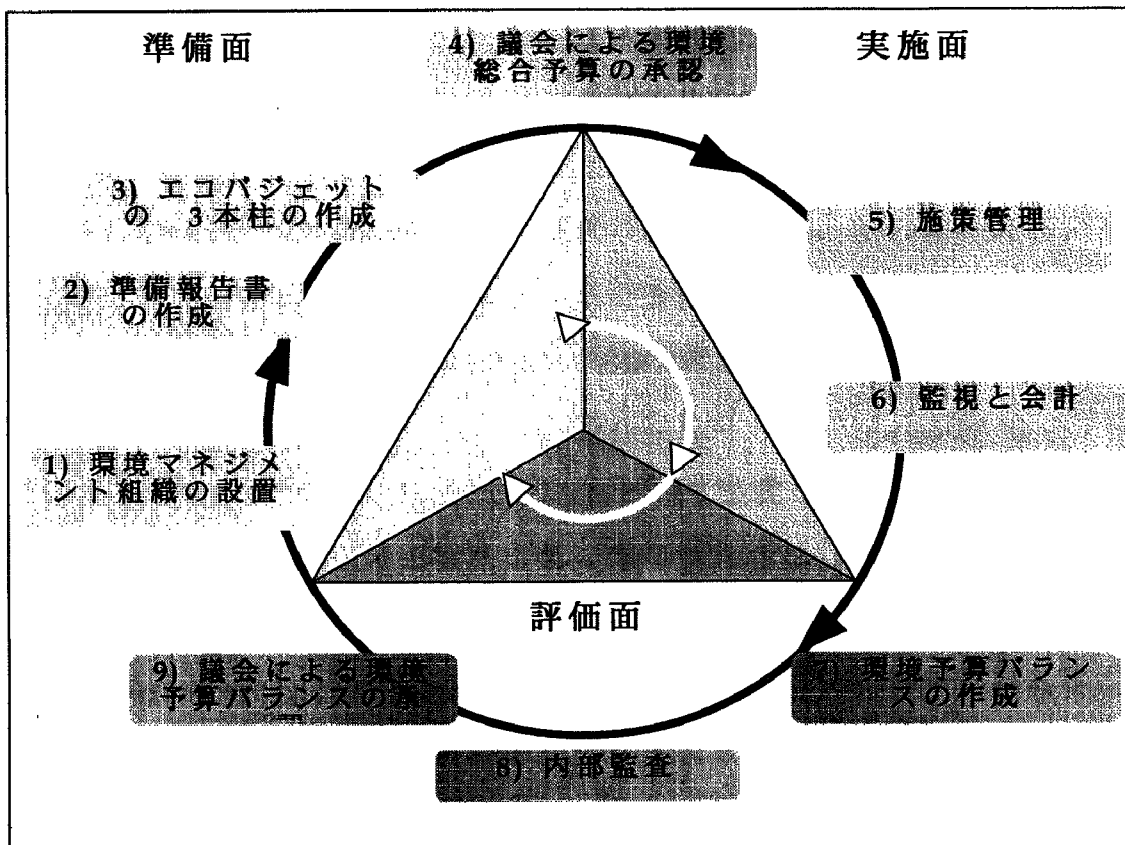 準備面
4) 議会による環境
総合予算の承認
実施面
3) エコバジェット
の 3本柱の作成
5) 施策管理
2) 準備報告書
の作成
6) 監視と会計
1) 環境マネジメ
ント組織の設置
評価面
9) 議会による環境
予算バランスの承
7) 環境予算バラン
スの作成
8) 内部監査